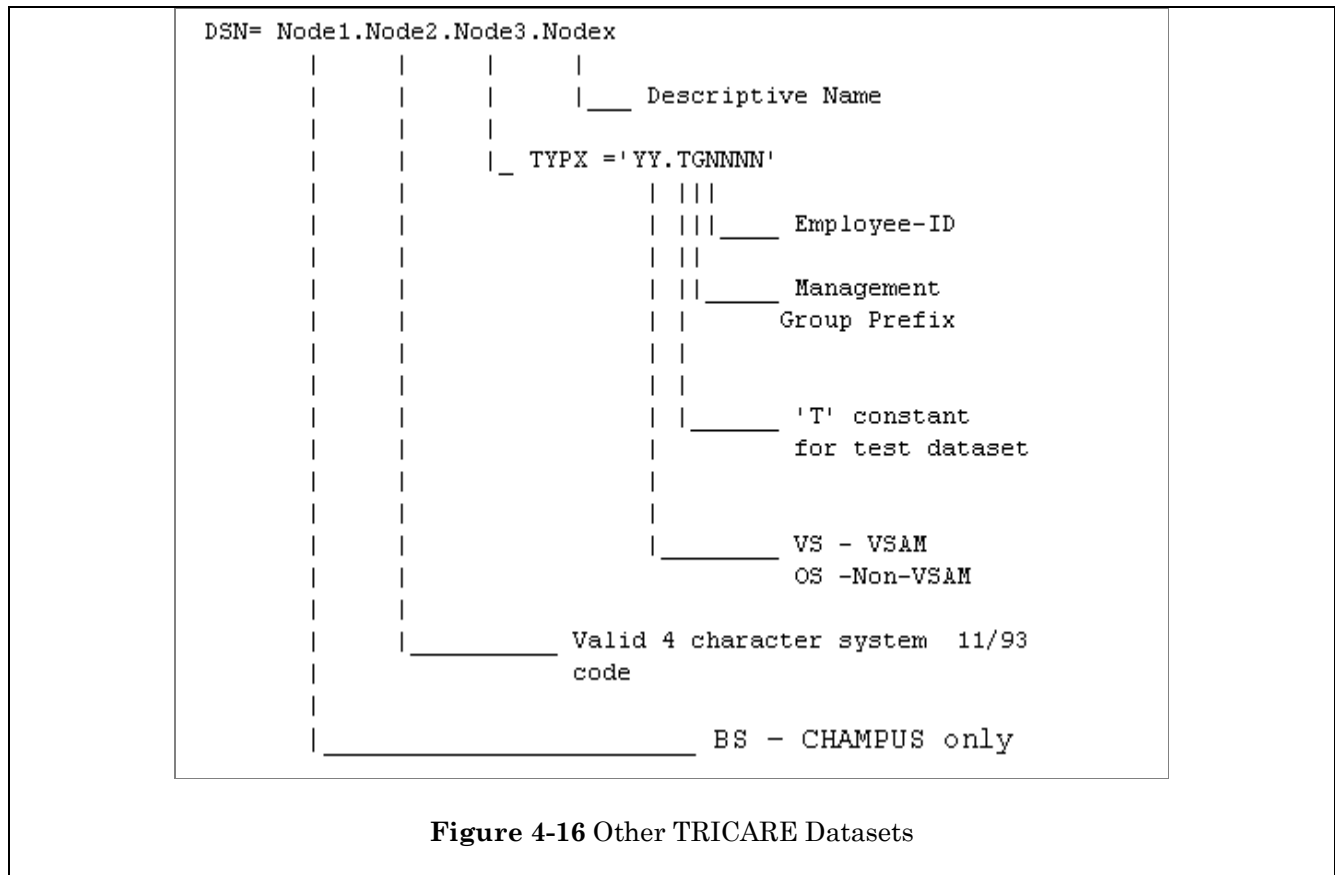 DSN= Node1.Node2.Node3.Nodex
Descriptive Name
TYPX ='YY.TGNNNN'
Employee-ID
Management
Group Prefix
'T' constant
for test dataset
VS - VSAM
OS -Non-VSAM
Valid 4 character system 11/93
code
BS - CHAMPUS only
Figure 4-16 Other TRICARE Datasets